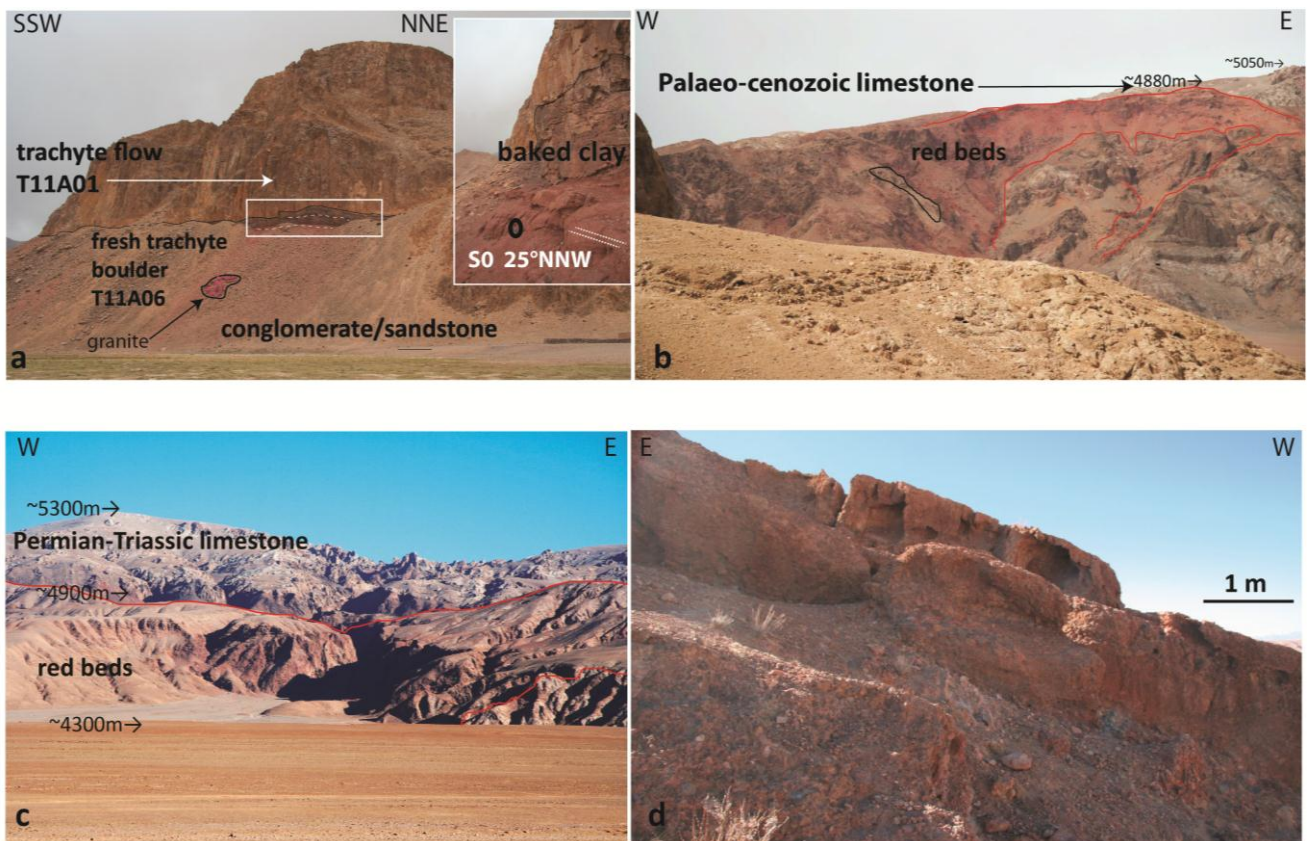 SSW
NNE
trachyte flow
T11A01
baked clay
S0 25°NNW
fresh trachyte
boulder
T11A06
granite
conglomerate/sandstone
a
W
E
~5050m→
Palaeo-cenozoic limestone
~4880m→
red beds
b
W
E
~5300m→
Permian-Triassic limestone
~4900m→
red beds
~4300m→
c
E
W
1 m
d